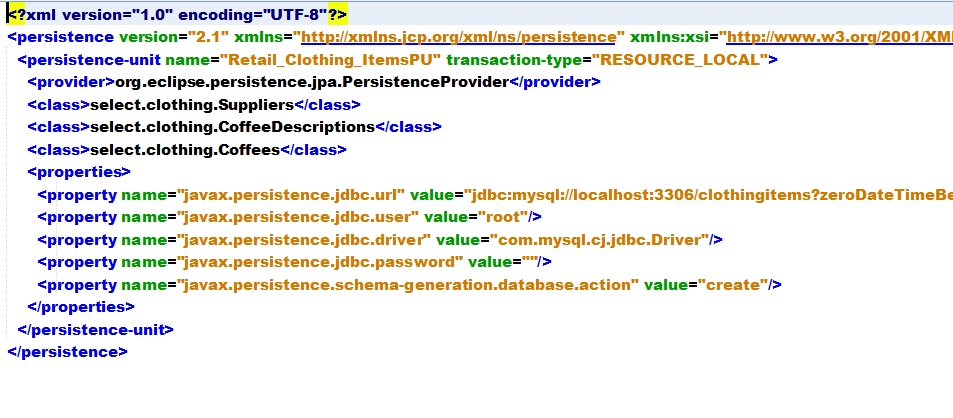 <?xml version="1.0" encoding="UTF-8"?>
<persistence version="2.1" xmlns="http://xmlns.jcp.org/xml/ns/persistence" xmlns:xsi="http://www.w3.org/2001/XM
<persistence-unit name="Retail_Clothing_ItemsPU" transaction-type="RESOURCE_LOCAL">
<provider>org.eclipse.persistence.jpa.PersistenceProvider</provider>
<class>select.clothing.Suppliers</class>
<class>select.clothing.CoffeeDescriptions</class>
<class>select.clothing.Coffees</class>
<properties>
<property name="javax.persistence.jdbc.url" value="jdbc:mysql://localhost:3306/clothingitems?zeroDateTimeBe
<property name="javax.persistence.jdbc.user" value="root"/>
<property name="javax.persistence.jdbc.driver" value="com.mysql.cj.jdbc.Driver"/>
<property name="javax.persistence.jdbc.password" value=""/>
<property name="javax.persistence.schema-generation.database.action" value="create"/>
</properties>
</persistence-unit>
</persistence>